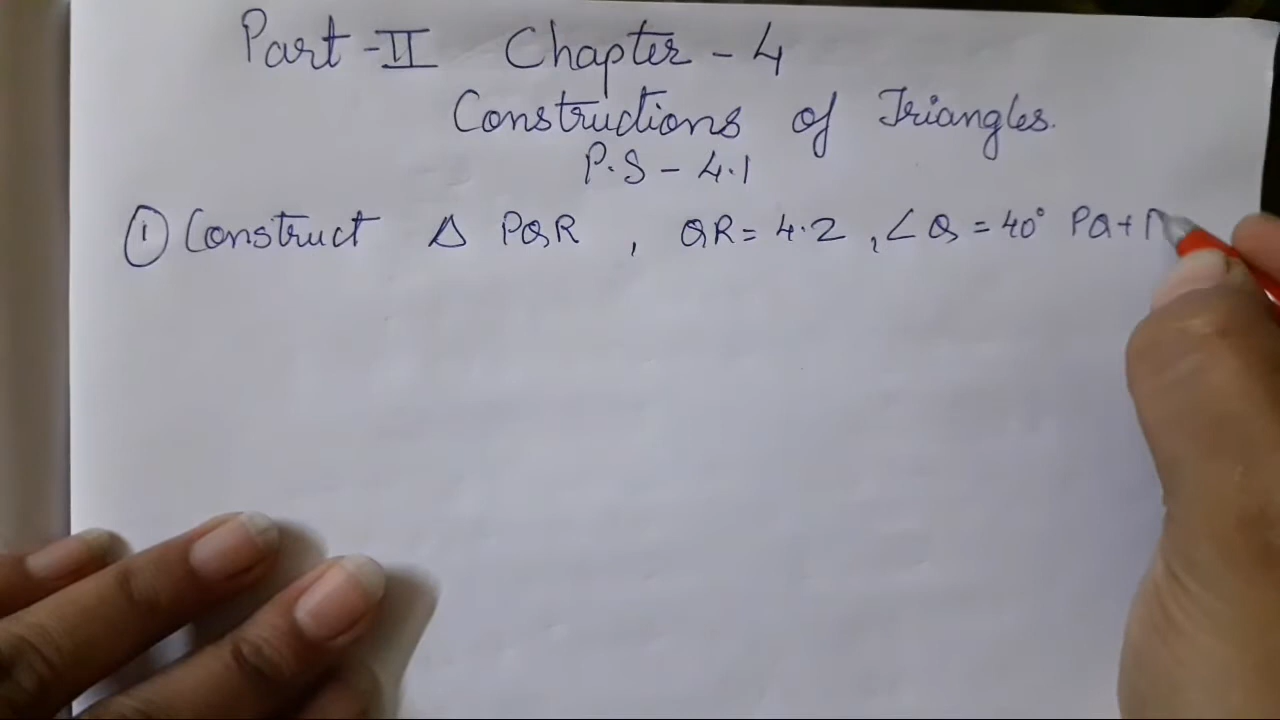 Part-II Chapter - 4
Constructions of Triangles.
P.S - 4.1
① Construct Δ PQR , QR = 4.2 , ∠Q = 40° PQ+